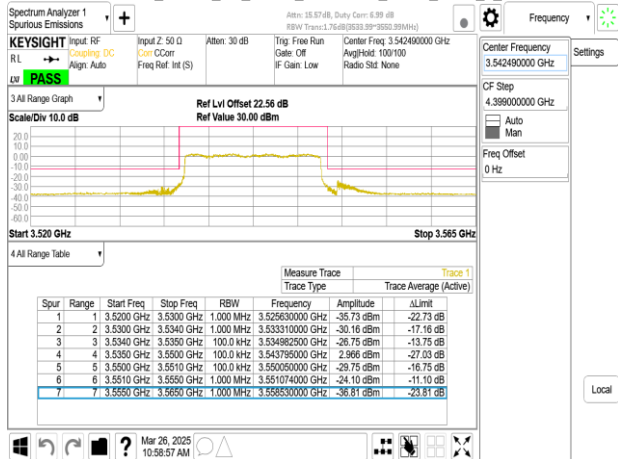 Spectrum Analyzer 1
Spurious Emissions
Attn: 15.57dB, Duty Corr: 6.99 dB
RBW Trans:1.76dB(3533.99~3550.99MHz)
Frequency
KEYSIGHT
Input: RF
Input Z: 50 Ω
Atten: 30 dB
Trig: Free Run
Center Freq: 3.542490000 GHz
RL
Coupling: DC
Corr CCorr
Gate: Off
Avg|Hold: 100/100
Align: Auto
Freq Ref: Int (S)
IF Gain: Low
Radio Std: None
LXI
PASS
Center Frequency
3.542490000 GHz
Settings
CF Step
4.399000000 GHz
Auto
Man
Freq Offset
0 Hz
3 All Range Graph
Ref Lvl Offset 22.56 dB
Scale/Div 10.0 dB
Ref Value 30.00 dBm
20.0
10.0
0.00
-10.0
-20.0
-30.0
-40.0
-50.0
-60.0
Start 3.520 GHz
Stop 3.565 GHz
4 All Range Table
Measure Trace
Trace 1
Trace Type
Trace Average (Active)
Spur Range Start Freq Stop Freq RBW Frequency Amplitude ΔLimit
1 1 3.5200 GHz 3.5300 GHz 1.000 MHz 3.525630000 GHz -35.73 dBm -22.73 dB
2 2 3.5300 GHz 3.5340 GHz 1.000 MHz 3.533310000 GHz -30.16 dBm -17.16 dB
3 3 3.5340 GHz 3.5350 GHz 100.0 kHz 3.534982500 GHz -26.75 dBm -13.75 dB
4 4 3.5350 GHz 3.5500 GHz 100.0 kHz 3.543795000 GHz 2.966 dBm -27.03 dB
5 5 3.5500 GHz 3.5510 GHz 100.0 kHz 3.550050000 GHz -29.75 dBm -16.75 dB
6 6 3.5510 GHz 3.5550 GHz 1.000 MHz 3.551074000 GHz -24.10 dBm -11.10 dB
7 7 3.5550 GHz 3.5650 GHz 1.000 MHz 3.558530000 GHz -36.81 dBm -23.81 dB
Local
Mar 26, 2025
10:58:57 AM